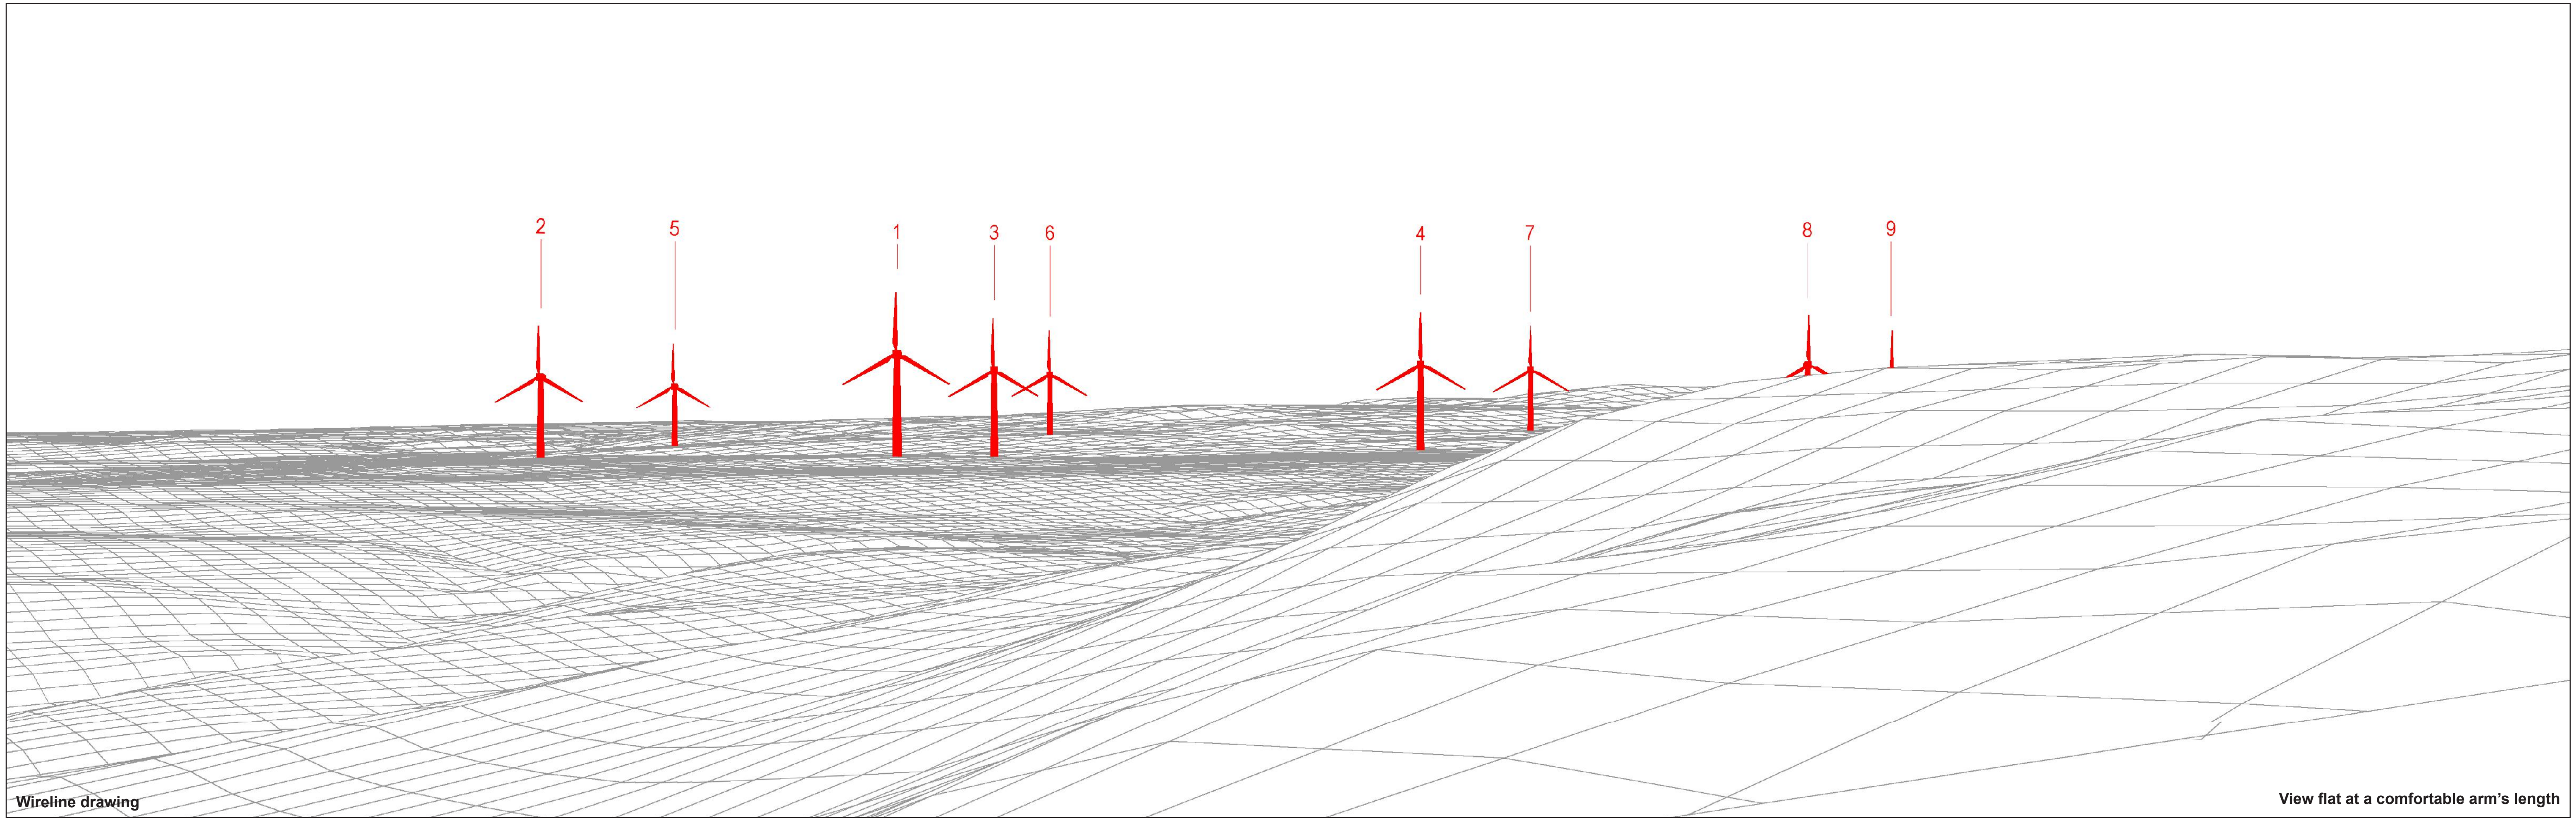 2 5 1 3 6 4 7 8 9
Wireline drawing
View flat at a comfortable arm's length